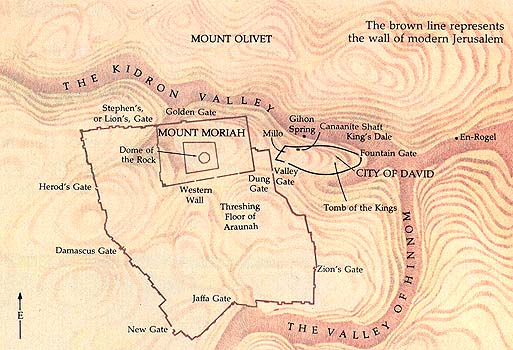 The brown line represents
the wall of modern Jerusalem
MOUNT OLIVET
THE KIDRON VALLEY
Stephen's,
or Lion's, Gate
Golden Gate
MOUNT MORIAH
Dome of
the Rock
Gihon
Spring
Canaanite Shaft
King's Dale
Millo
En-Rogel
Fountain Gate
CITY OF DAVID
Valley
Gate
Dung
Gate
Tomb of the Kings
Herod's Gate
Western
Wall
Threshing
Floor of
Araunah
Damascus Gate
Zion's Gate
Jaffa Gate
New Gate
THE VALLEY OF HINNOM
E